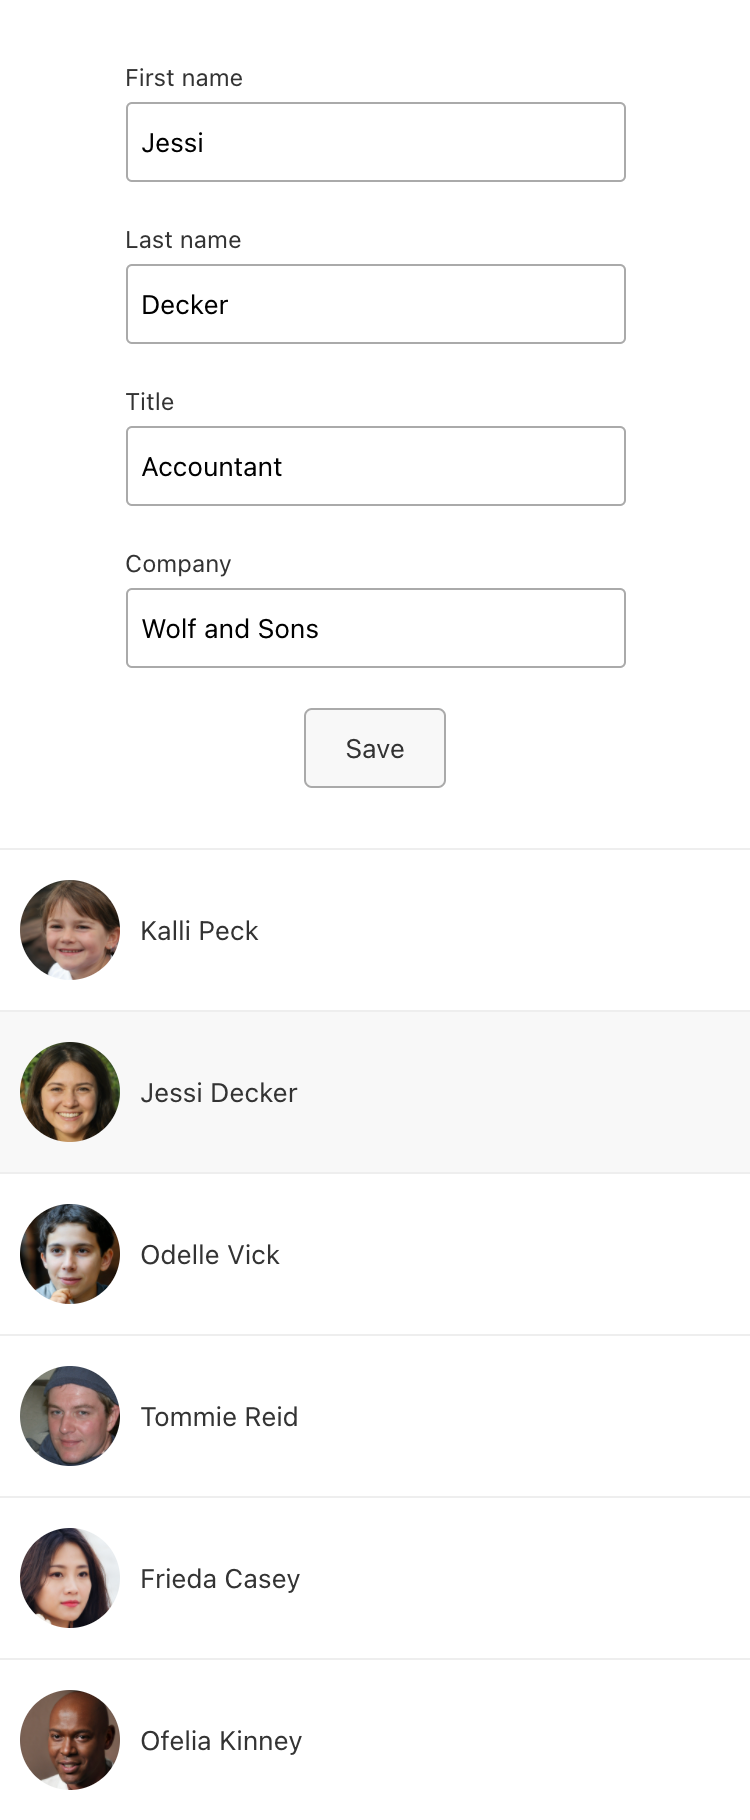 First name
Jessi
Last name
Decker
Title
Accountant
Company
Wolf and Sons
Save
Kalli Peck
Jessi Decker
Odelle Vick
Tommie Reid
Frieda Casey
Ofelia Kinney